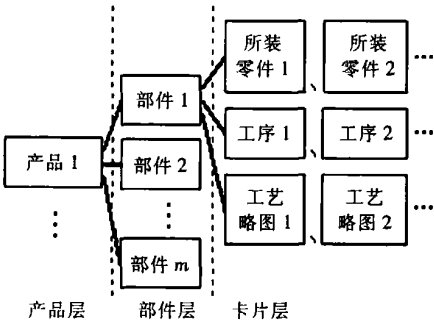 所装
零件 1 、 所装
零件 2 …
部件 1
工序 1 、 工序 2 …
产品 1
部件 2
工艺
略图 1 、 工艺
略图 2 …
⋮
⋮
部件 m
产品层 部件层 卡片层